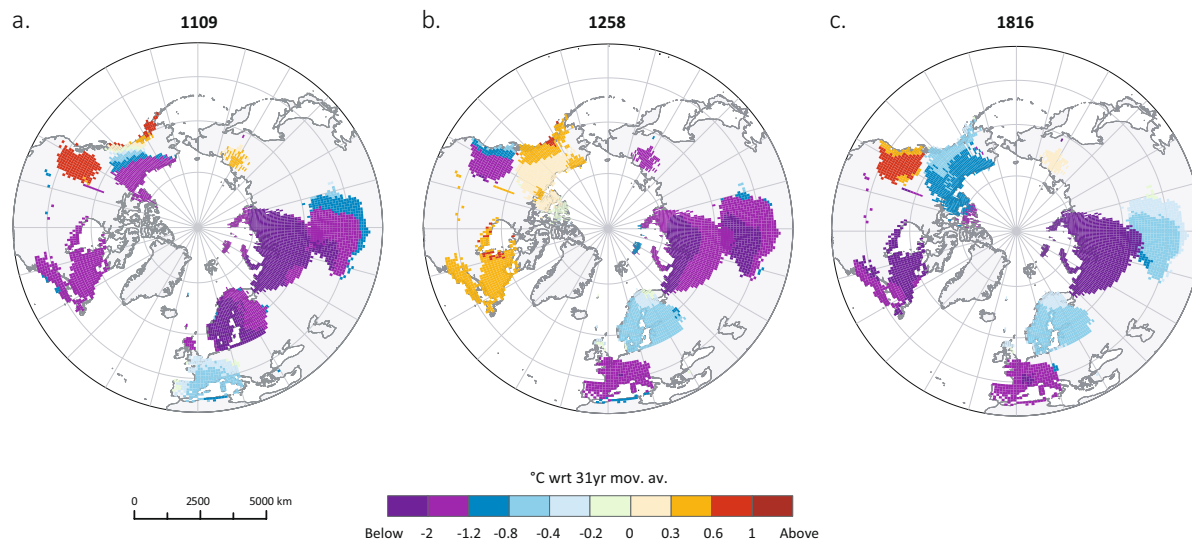 a.
1109
b.
1258
c.
1816
°C wrt 31yr mov. av.
0 2500 5000 km
Below -2 -1.2 -0.8 -0.4 -0.2 0 0.3 0.6 1 Above